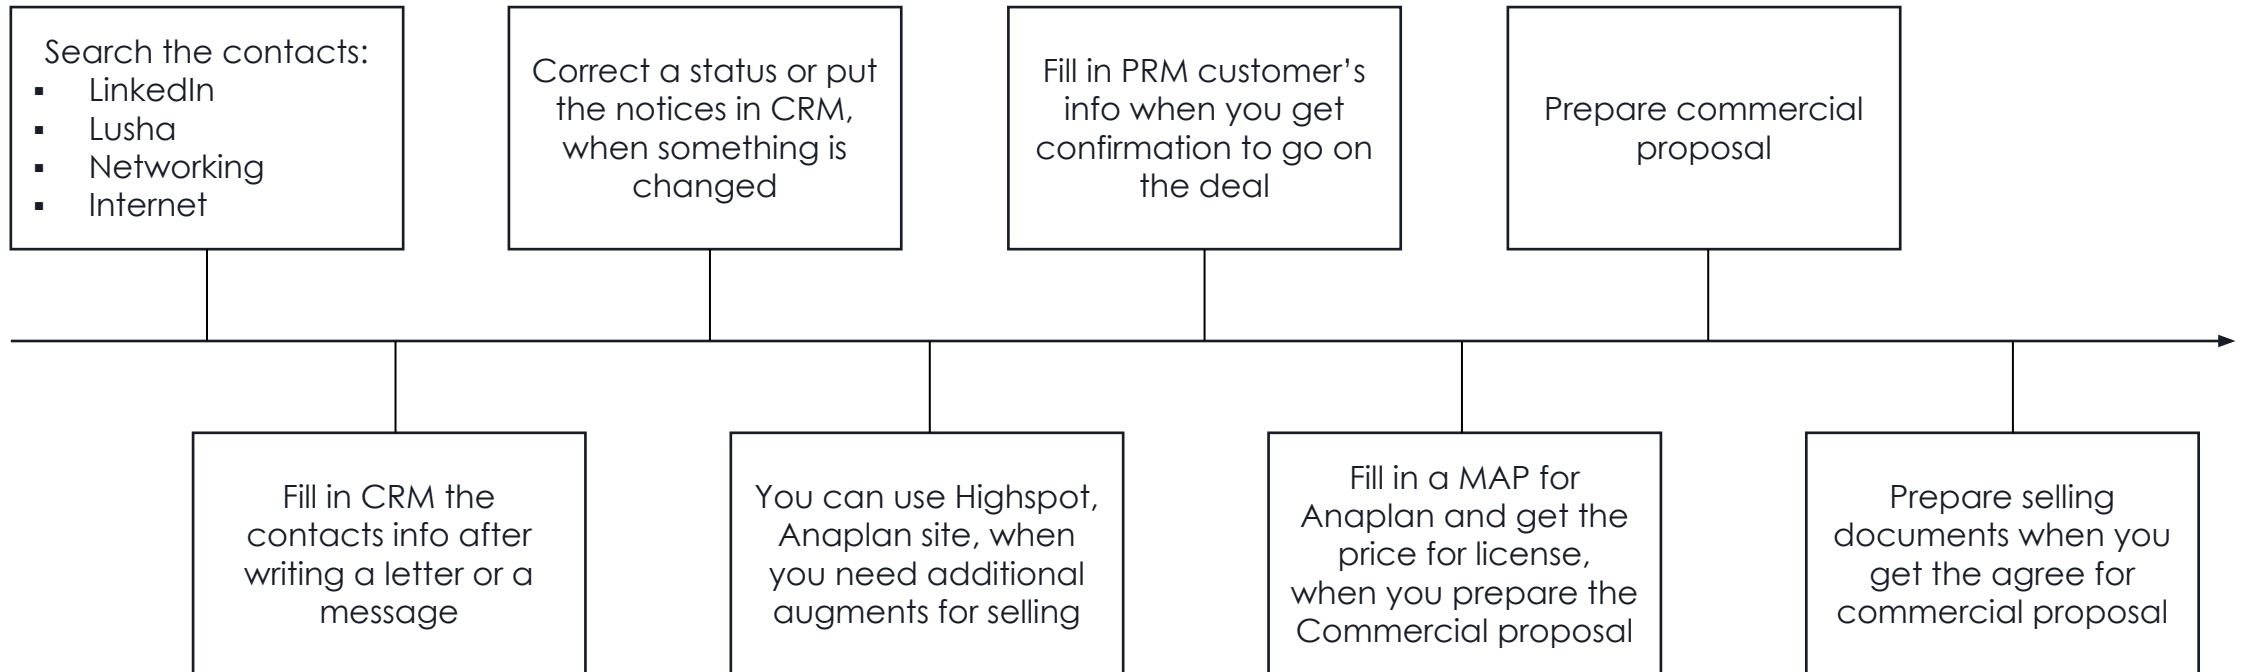 Search the contacts:
▪ LinkedIn
▪ Lusha
▪ Networking
▪ Internet
Fill in CRM the
contacts info after
writing a letter or a
message
Correct a status or put
the notices in CRM,
when something is
changed
You can use Highspot,
Anaplan site, when
you need additional
augments for selling
Fill in PRM customer’s
info when you get
confirmation to go on
the deal
Fill in a MAP for
Anaplan and get the
price for license,
when you prepare the
Commercial proposal
Prepare commercial
proposal
Prepare selling
documents when you
get the agree for
commercial proposal